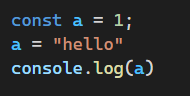 const a = 1;
a = "hello"
console.log(a)